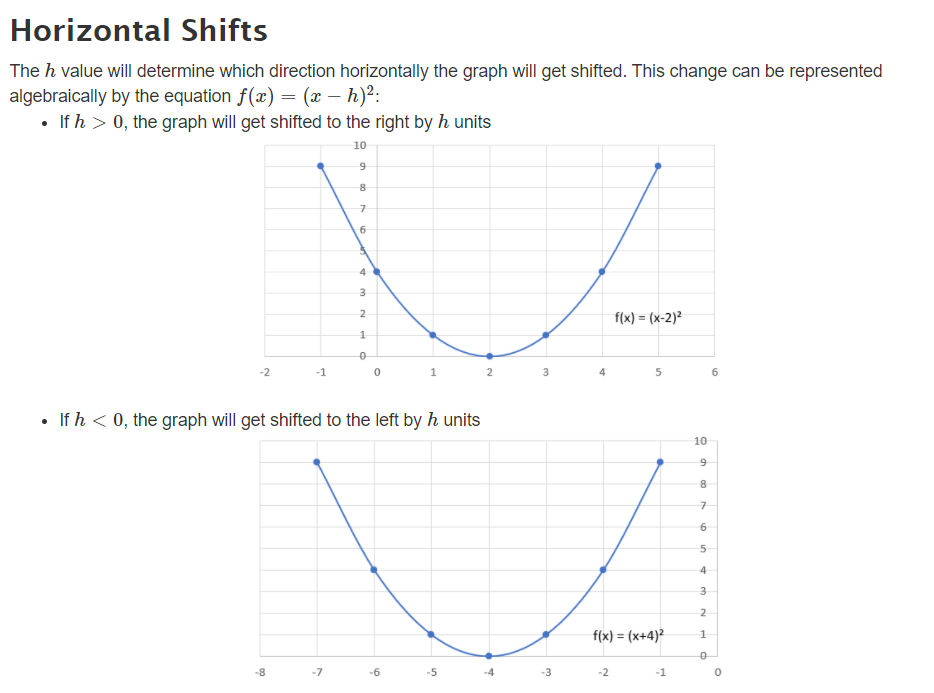 Horizontal Shifts
The h value will determine which direction horizontally the graph will get shifted. This change can be represented
algebraically by the equation f(x) = (x − h)²:
• If h > 0, the graph will get shifted to the right by h units
10
9
8
7
6
5
4
3
2
1
0
f(x) = (x-2)²
-2 -1 0 1 2 3 4 5 6
• If h < 0, the graph will get shifted to the left by h units
10
9
8
7
6
5
4
3
2
1
0
f(x) = (x+4)²
-8 -7 -6 -5 -4 -3 -2 -1 0